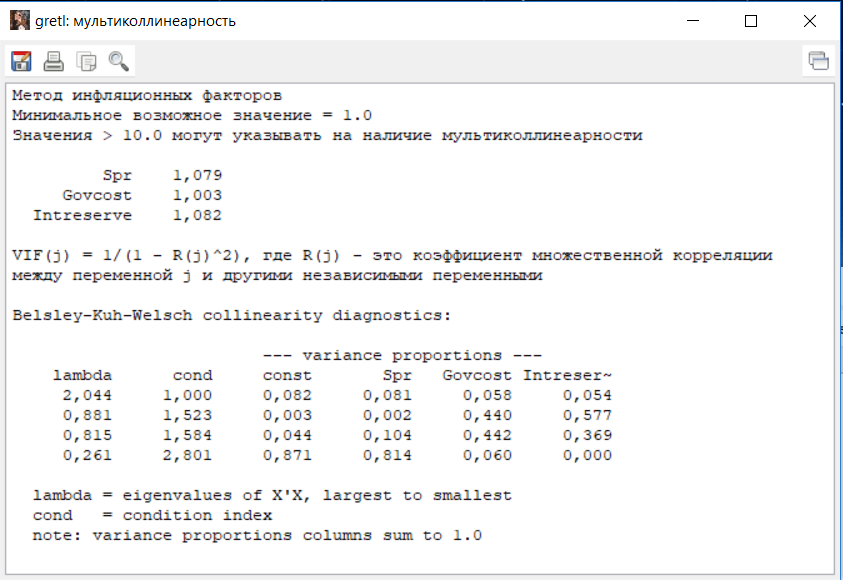 gretl: мультиколлинеарность
Метод инфляционных факторов
Минимальное возможное значение = 1.0
Значения > 10.0 могут указывать на наличие мультиколлинеарности
Spr 1,079
Govcost 1,003
Intreserve 1,082
VIF(j) = 1/(1 - R(j)^2), где R(j) - это коэффициент множественной корреляции
между переменной j и другими независимыми переменными
Belsley-Kuh-Welsch collinearity diagnostics:
--- variance proportions ---
lambda cond const Spr Govcost Intreser~
2,044 1,000 0,082 0,081 0,058 0,054
0,881 1,523 0,003 0,002 0,440 0,577
0,815 1,584 0,044 0,104 0,442 0,369
0,261 2,801 0,871 0,814 0,060 0,000
lambda = eigenvalues of X'X, largest to smallest
cond = condition index
note: variance proportions columns sum to 1.0